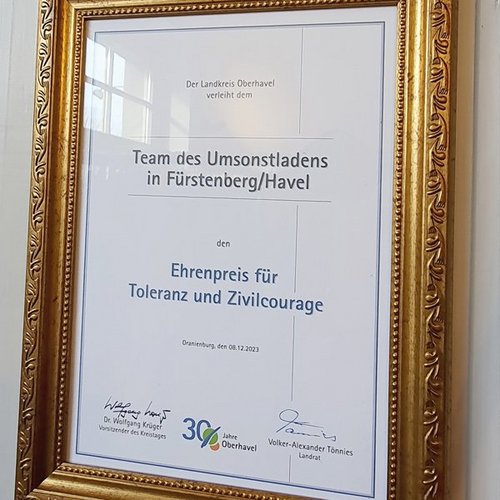 Der Landkreis Oberhavel
verleiht dem
Team des Umsonstladens
in Fürstenberg/Havel
den
Ehrenpreis für
Toleranz und Zivilcourage
Oranienburg, den 08.12.2023
Dr. Wolfgang Krüger
Vorsitzender des Kreistages
30 Jahre
Oberhavel
Volker-Alexander Tönnies
Landrat